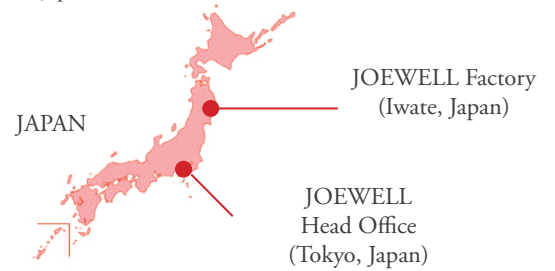 JOEWELL Factory
(Iwate, Japan)
JAPAN
JOEWELL
Head Office
(Tokyo, Japan)